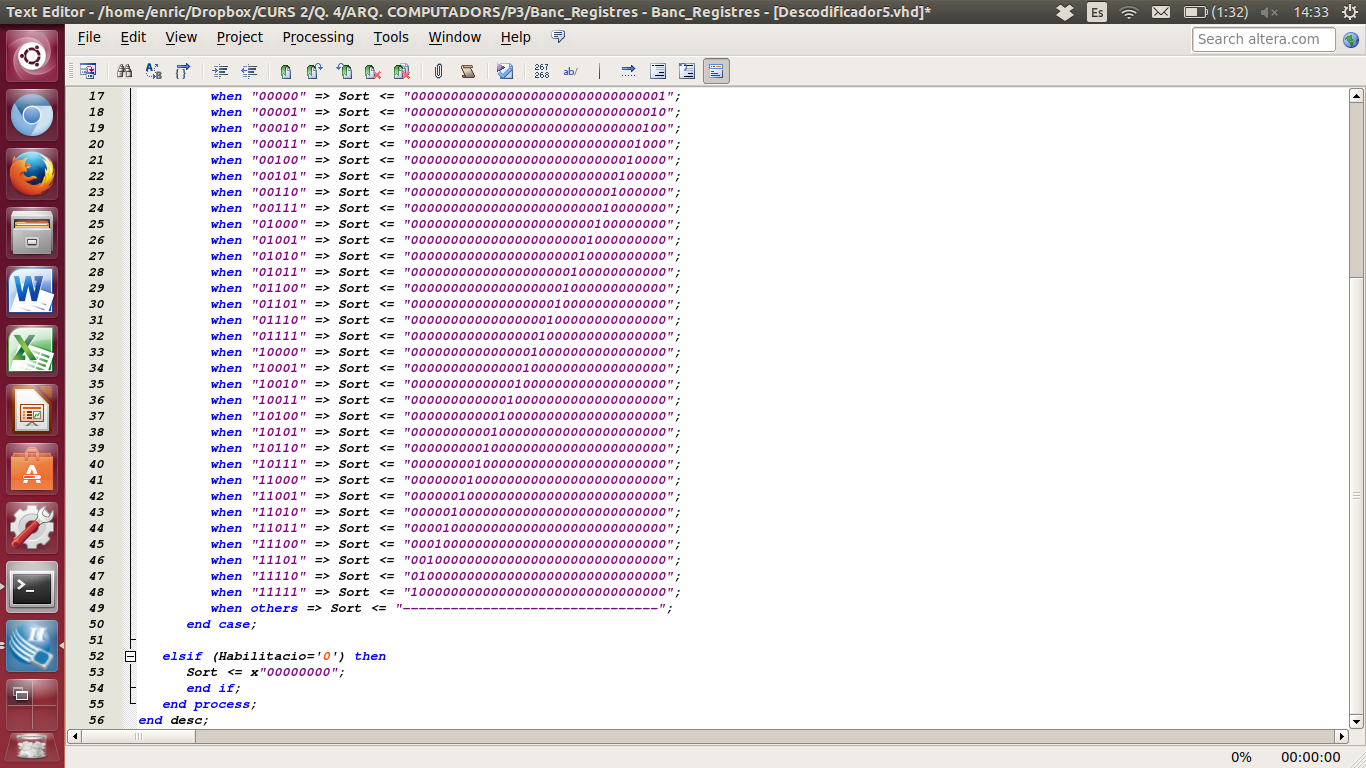 Text Editor - /home/enric/Dropbox/CURS 2/Q. 4/ARQ. COMPUTADORS/P3/Banc_Registres - Banc_Registres - [Descodificador5.vhd]*
Es (1:32) 14:33
File Edit View Project Processing Tools Window Help
Search altera.com
267 268 ab/
17 when "00000" => Sort <= "00000000000000000000000000000001";
18 when "00001" => Sort <= "00000000000000000000000000000010";
19 when "00010" => Sort <= "00000000000000000000000000000100";
20 when "00011" => Sort <= "00000000000000000000000000001000";
21 when "00100" => Sort <= "00000000000000000000000000010000";
22 when "00101" => Sort <= "00000000000000000000000000100000";
23 when "00110" => Sort <= "00000000000000000000000001000000";
24 when "00111" => Sort <= "00000000000000000000000010000000";
25 when "01000" => Sort <= "00000000000000000000000100000000";
26 when "01001" => Sort <= "00000000000000000000001000000000";
27 when "01010" => Sort <= "00000000000000000000010000000000";
28 when "01011" => Sort <= "00000000000000000000100000000000";
29 when "01100" => Sort <= "00000000000000000001000000000000";
30 when "01101" => Sort <= "00000000000000000010000000000000";
31 when "01110" => Sort <= "00000000000000000100000000000000";
32 when "01111" => Sort <= "00000000000000001000000000000000";
33 when "10000" => Sort <= "00000000000000010000000000000000";
34 when "10001" => Sort <= "00000000000000100000000000000000";
35 when "10010" => Sort <= "00000000000001000000000000000000";
36 when "10011" => Sort <= "00000000000010000000000000000000";
37 when "10100" => Sort <= "00000000000100000000000000000000";
38 when "10101" => Sort <= "00000000001000000000000000000000";
39 when "10110" => Sort <= "00000000010000000000000000000000";
40 when "10111" => Sort <= "00000000100000000000000000000000";
41 when "11000" => Sort <= "00000001000000000000000000000000";
42 when "11001" => Sort <= "00000010000000000000000000000000";
43 when "11010" => Sort <= "00000100000000000000000000000000";
44 when "11011" => Sort <= "00001000000000000000000000000000";
45 when "11100" => Sort <= "00010000000000000000000000000000";
46 when "11101" => Sort <= "00100000000000000000000000000000";
47 when "11110" => Sort <= "01000000000000000000000000000000";
48 when "11111" => Sort <= "10000000000000000000000000000000";
49 when others => Sort <= "--------------------------------";
50 end case;
51
52 elsif (Habilitacio='0') then
53 Sort <= x"00000000";
54 end if;
55 end process;
56 end desc;
0% 00:00:00